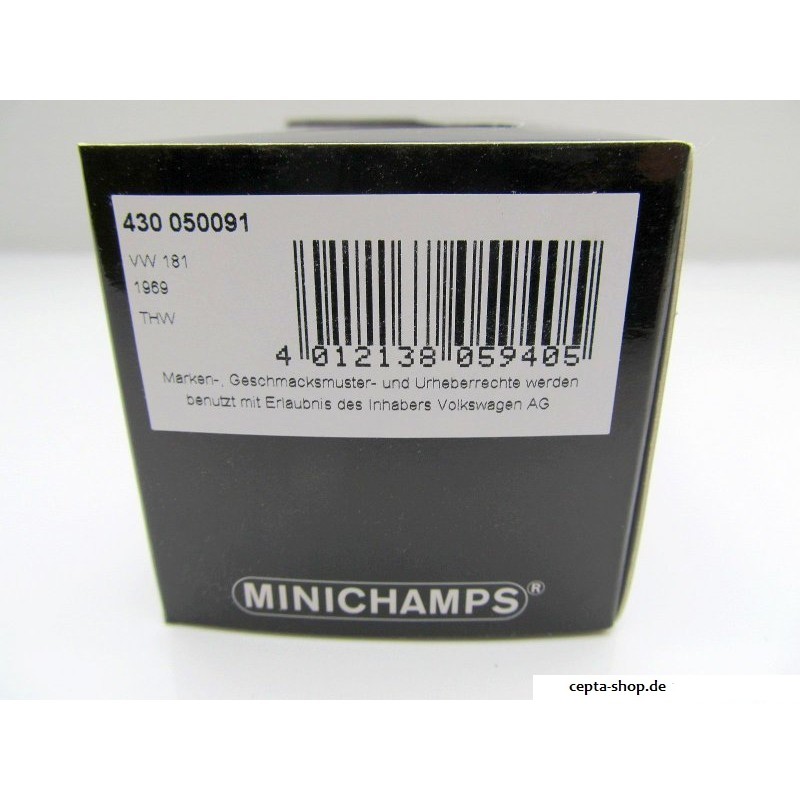 430 050091
VW 181
1969
THW
4 012138 059405
Marken-, Geschmacksmuster- und Urheberrechte werden
benutzt mit Erlaubnis des Inhabers Volkswagen AG
MINICHAMPS®
cepta-shop.de